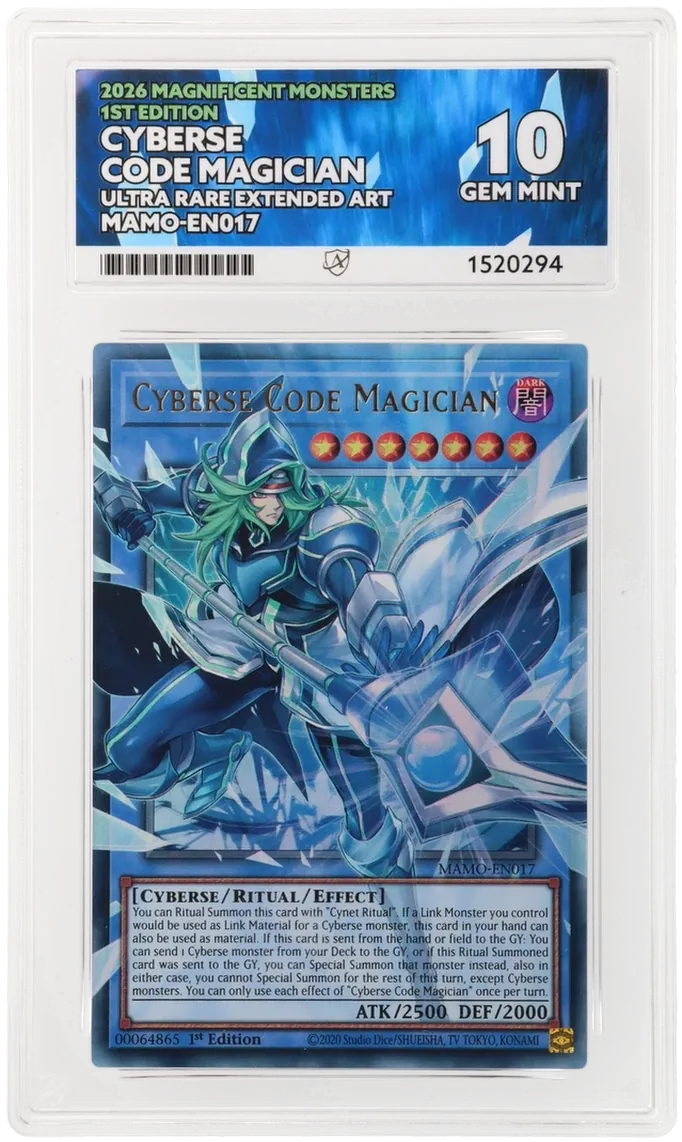 2026 MAGNIFICENT MONSTERS
1ST EDITION
CYBERSE
CODE MAGICIAN
ULTRA RARE EXTENDED ART
MAMO-EN017
10
GEM MINT
1520294
CYBERSE CODE MAGICIAN
DARK
闇
MAMO-EN017
[CYBERSE/RITUAL/EFFECT]
You can Ritual Summon this card with "Cynet Ritual". If a Link Monster you control
would be used as Link Material for a Cyberse monster, this card in your hand can
also be used as material. If this card is sent from the hand or field to the GY: You
can send 1 Cyberse monster from your Deck to the GY, or if this Ritual Summoned
card was sent to the GY, you can Special Summon that monster instead, also in
either case, you cannot Special Summon for the rest of this turn, except Cyberse
monsters. You can only use each effect of "Cyberse Code Magician" once per turn.
ATK/2500 DEF/2000
00064865 1st Edition ©2020 Studio Dice/SHUEISHA, TV TOKYO, KONAMI